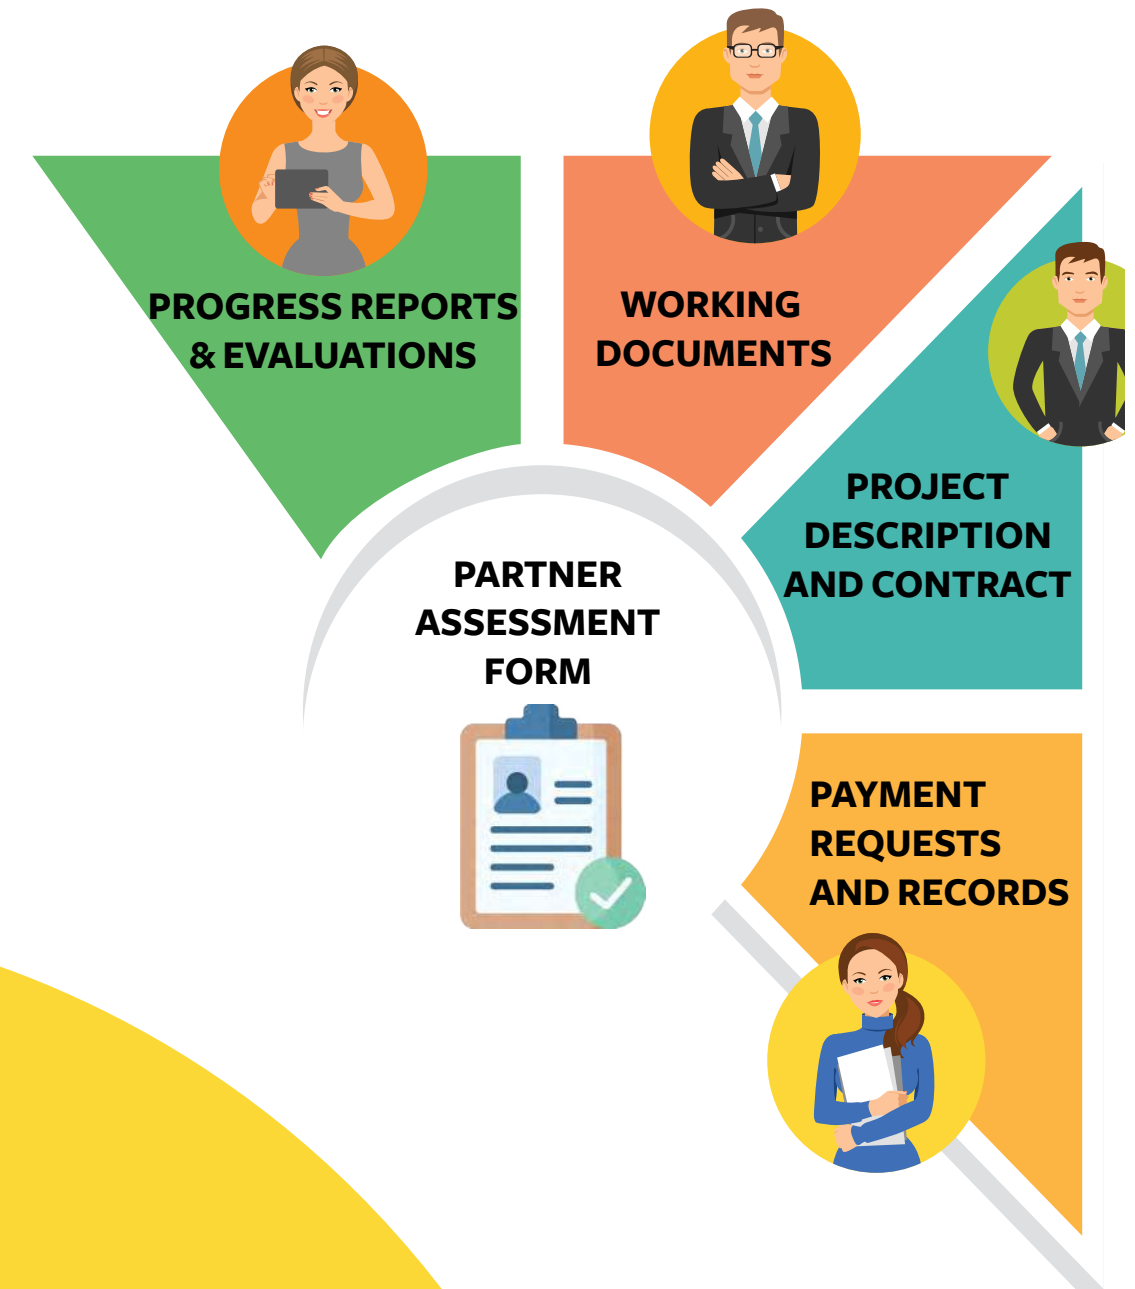 PROGRESS REPORTS
& EVALUATIONS
WORKING
DOCUMENTS
PROJECT
DESCRIPTION
AND CONTRACT
PARTNER
ASSESSMENT
FORM
PAYMENT
REQUESTS
AND RECORDS